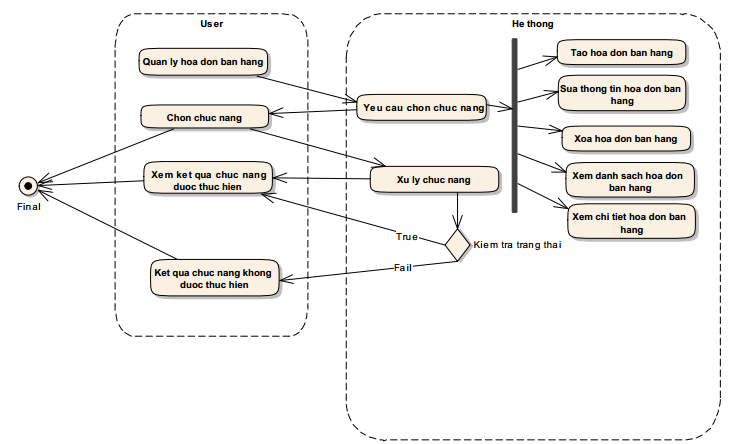 User
He thong
Quan ly hoa don ban hang
Chon chuc nang
Xem ket qua chuc nang
duoc thuc hien
Ket qua chuc nang khong
duoc thuc hien
Final
Yeu cau chon chuc nang
Xu ly chuc nang
True
Fail
Kiem tra trang thai
Tao hoa don ban hang
Sua thong tin hoa don ban
hang
Xoa hoa don ban hang
Xem danh sach hoa don
ban hang
Xem chi tiet hoa don ban
hang